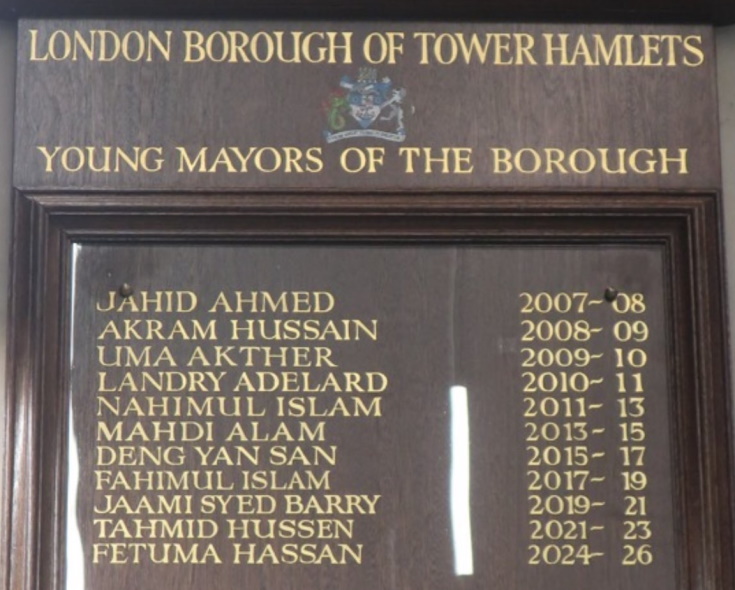 LONDON BOROUGH OF TOWER HAMLETS
YOUNG MAYORS OF THE BOROUGH
JAHID AHMED 2007-08
AKRAM HUSSAIN 2008-09
UMA AKTHER 2009-10
LANDRY ADELARD 2010-11
NAHIMUL ISLAM 2011-13
MAHDI ALAM 2013-15
DENG YAN SAN 2015-17
FAHIMUL ISLAM 2017-19
JAAMI SYED BARRY 2019-21
TAHMID HUSSEN 2021-23
FETUMA HASSAN 2024-26